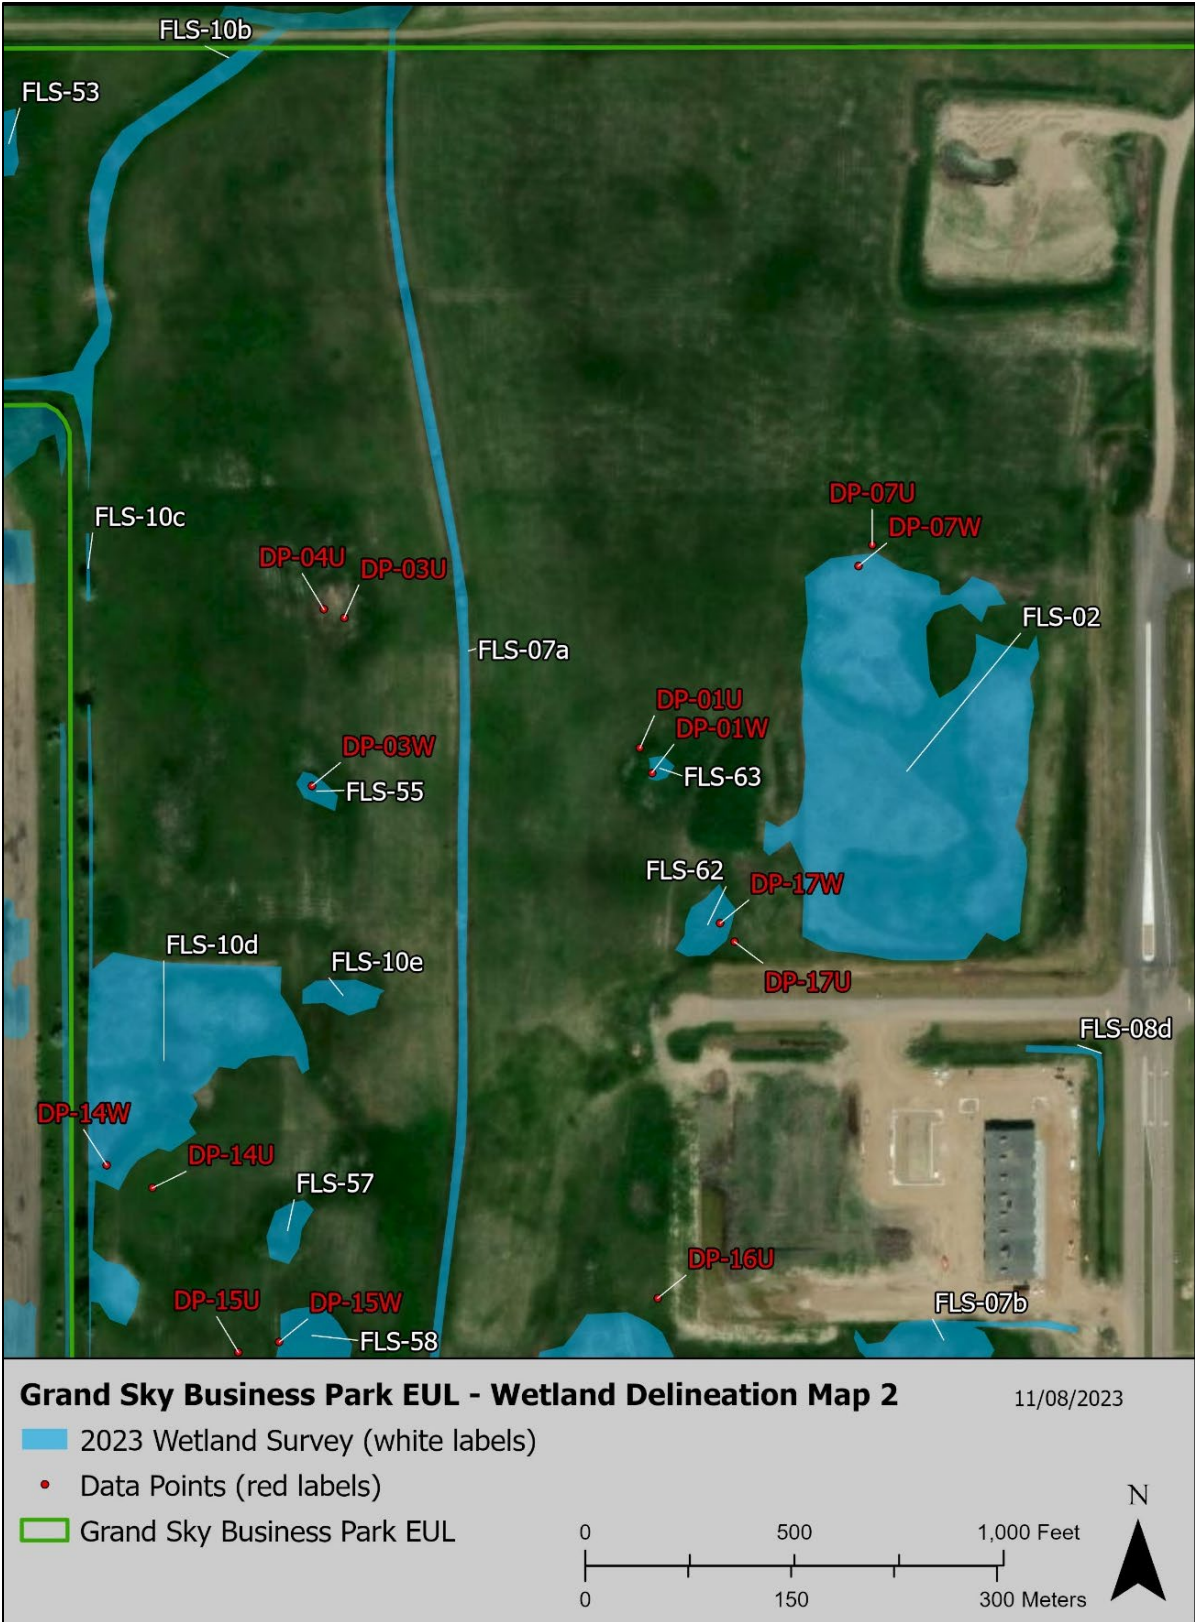 FLS-10b
FLS-53
DP-07U
FLS-10c
DP-07W
DP-04U
DP-03U
FLS-02
FLS-07a
DP-01U
DP-01W
DP-03W
FLS-63
FLS-55
FLS-62
DP-17W
FLS-10d
FLS-10e
DP-17U
FLS-08d
DP-14W
DP-14U
FLS-57
DP-16U
DP-15U
DP-15W
FLS-07b
FLS-58
Grand Sky Business Park EUL - Wetland Delineation Map 2
11/08/2023
2023 Wetland Survey (white labels)
Data Points (red labels)
Grand Sky Business Park EUL
N
0 500 1,000 Feet
0 150 300 Meters